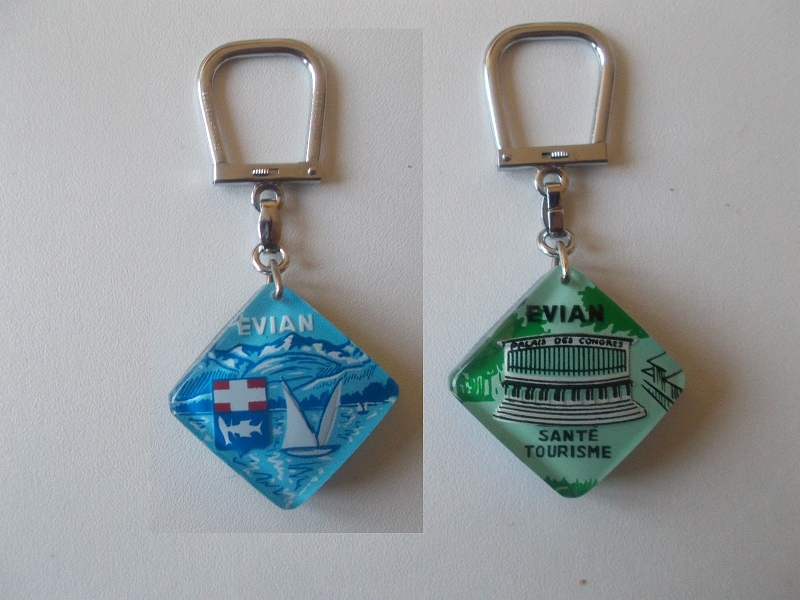 EVIAN
EVIAN
PALAIS DES CONGRES
SANTÉ
TOURISME